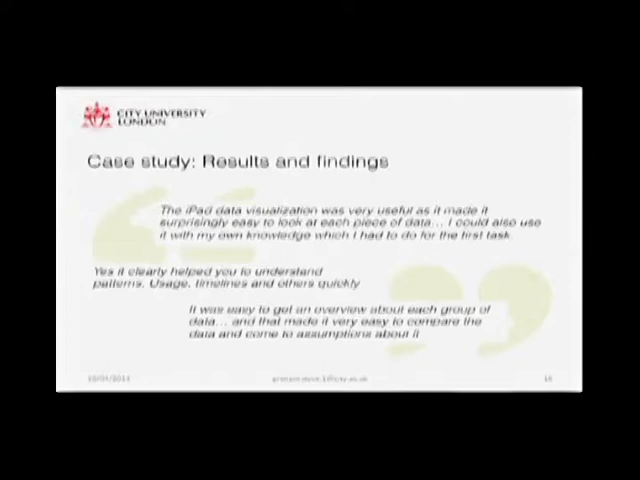 CITY UNIVERSITY
LONDON
Case study: Results and findings
The iPad data visualization was very useful as it made it
surprisingly easy to look at each piece of data… I could also use
it with my own knowledge which I had to do for the first task.
Yes it clearly helped you to understand
patterns. Usage, timelines and others quickly
It was easy to get an overview about each group of
data… and that made it very easy to compare the
data and come to assumptions about it